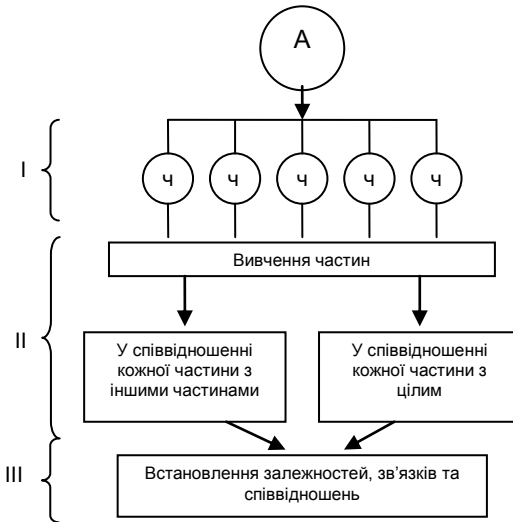 А
I
ч ч ч ч ч
Вивчення частин
II
У співвідношенні
кожної частини з
іншими частинами
У співвідношенні
кожної частини з
цілим
III
Встановлення залежностей, зв’язків та
співвідношень